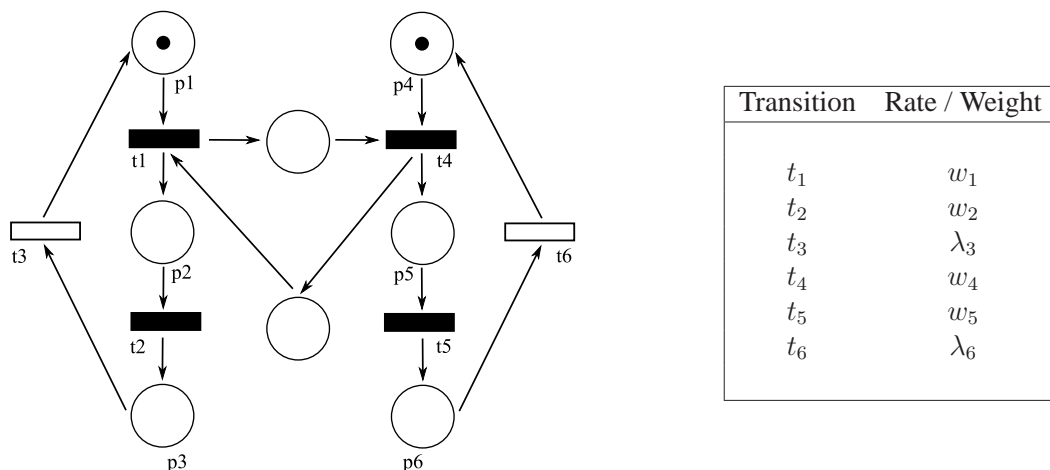 p1
p4
t1
t4
t3
p2
p5
t6
t2
t5
p3
p6
Transition Rate / Weight
t₁ w₁
t₂ w₂
t₃ λ₃
t₄ w₄
t₅ w₅
t₆ λ₆